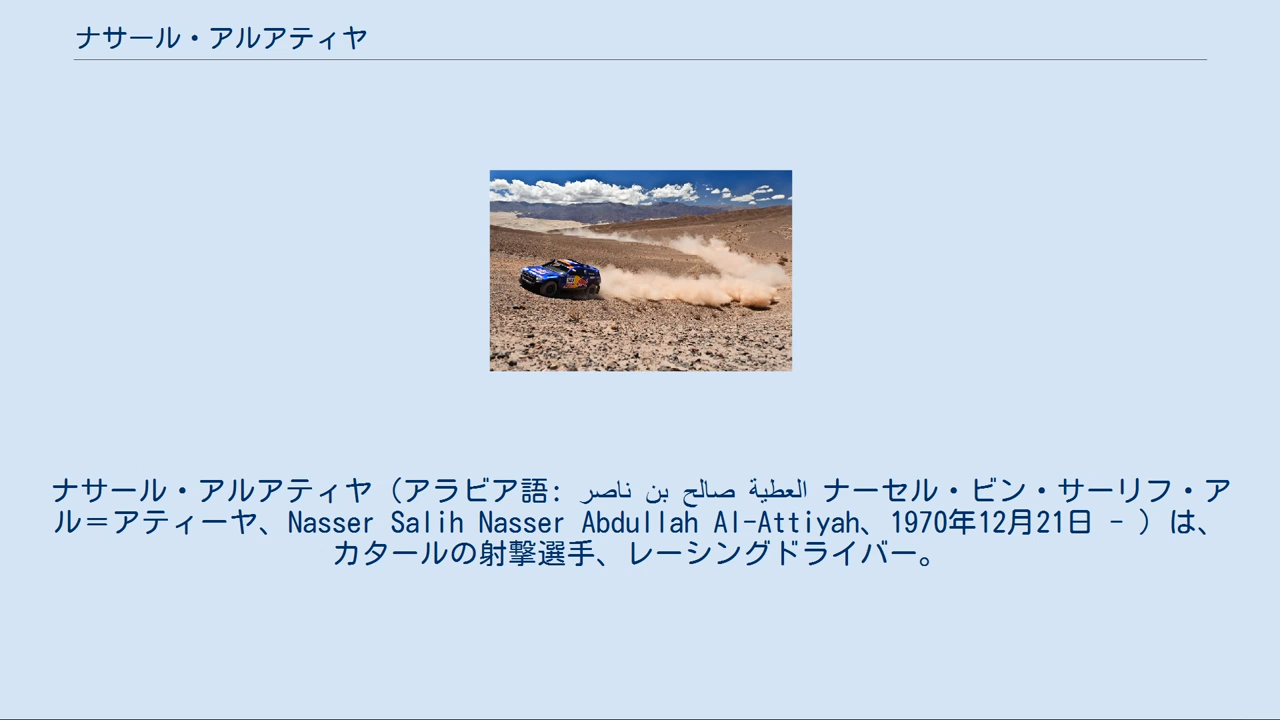 ナサール・アルアティヤ
ナサール・アルアティヤ（アラビア語: العطية صالح بن ناصر ナーセル・ビン・サーリフ・ア
ル＝アティーヤ、Nasser Salih Nasser Abdullah Al-Attiyah、1970年12月21日 - ）は、
カタールの射撃選手、レーシングドライバー。